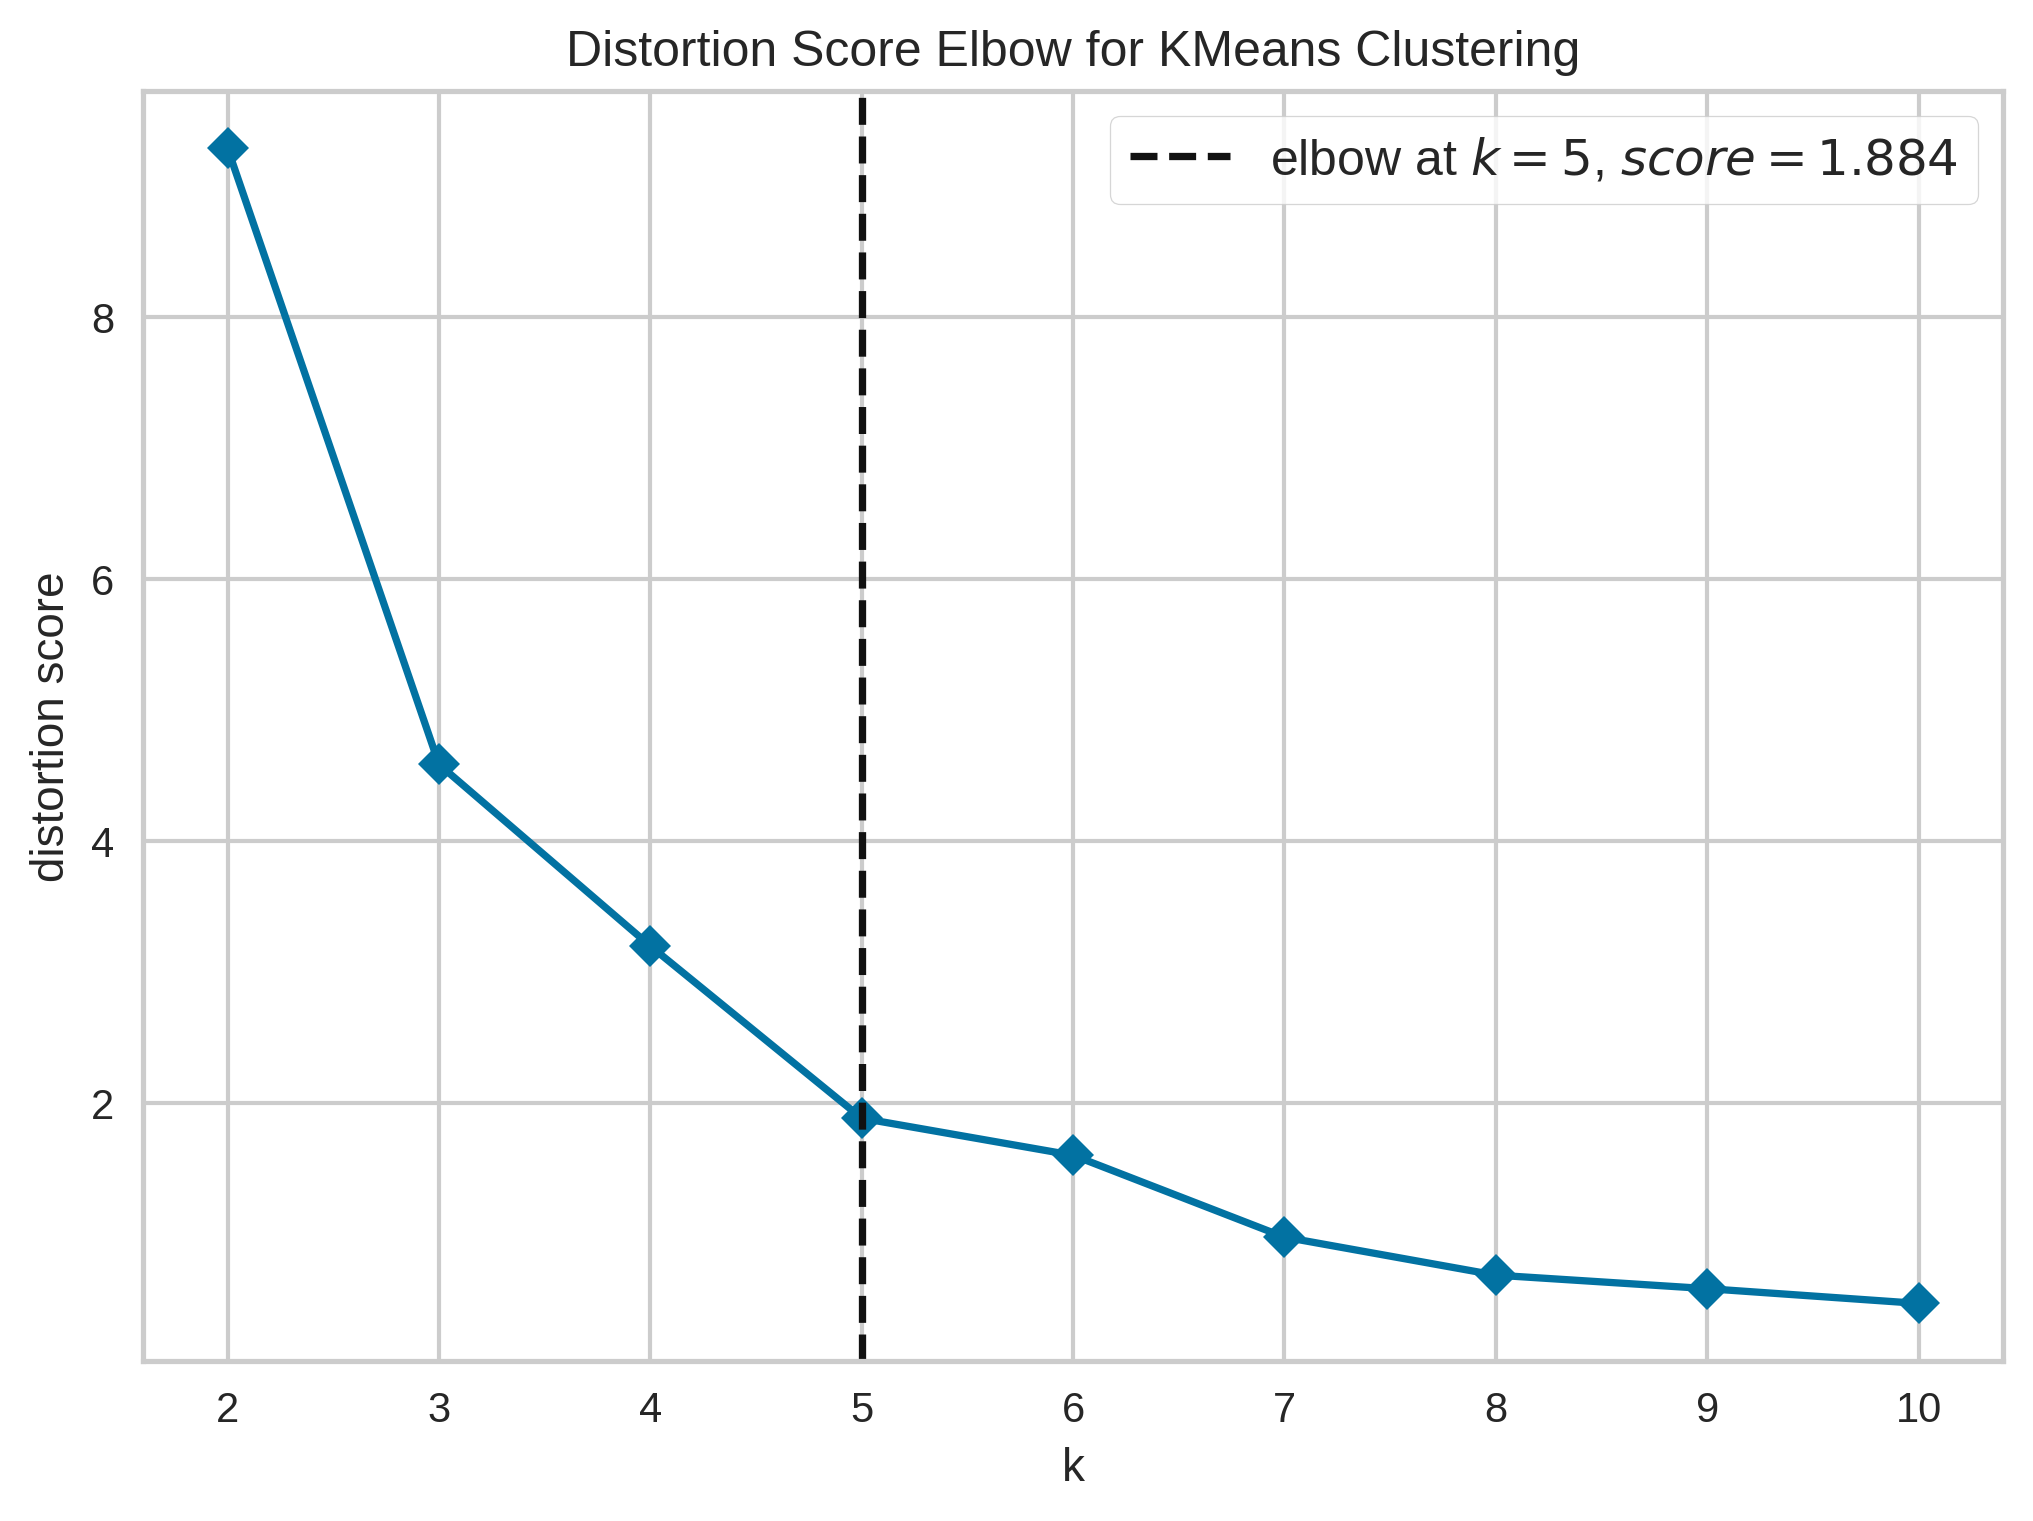 Distortion Score Elbow for KMeans Clustering
elbow at k = 5, score = 1.884
distortion score
8
6
4
2
2 3 4 5 6 7 8 9 10
k